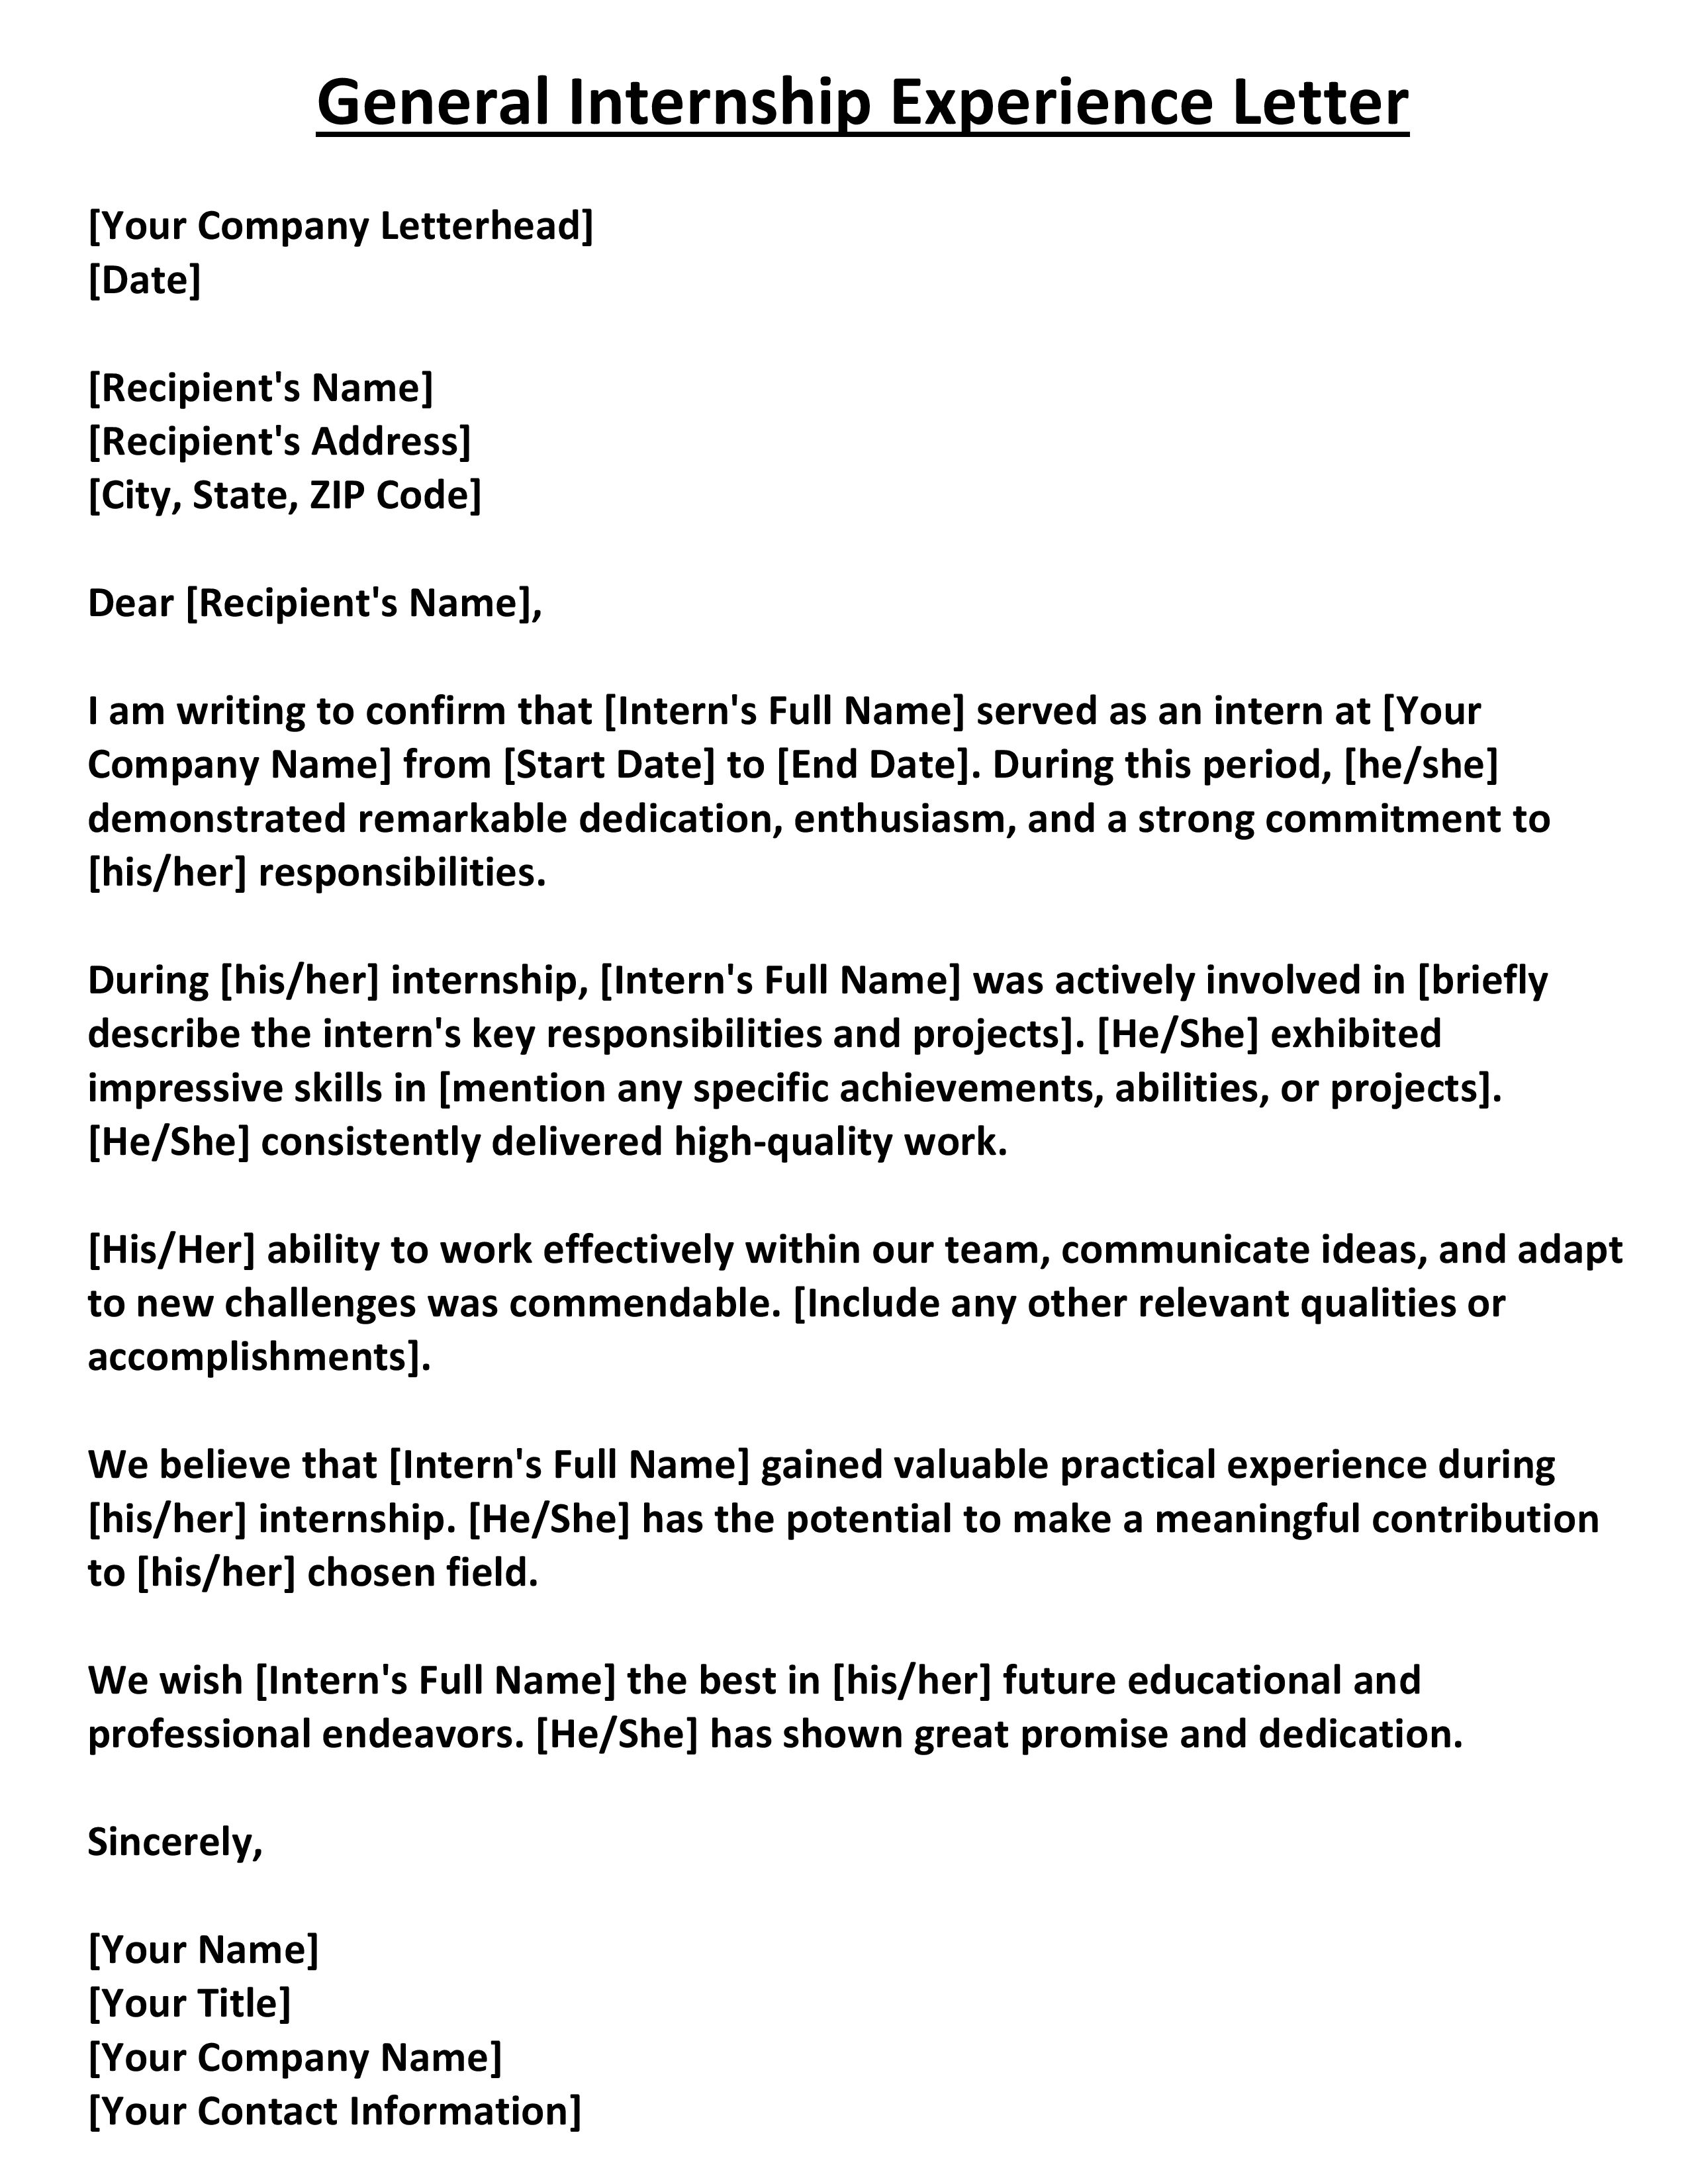 General Internship Experience Letter
[Your Company Letterhead]
[Date]
[Recipient's Name]
[Recipient's Address]
[City, State, ZIP Code]
Dear [Recipient's Name],
I am writing to confirm that [Intern's Full Name] served as an intern at [Your
Company Name] from [Start Date] to [End Date]. During this period, [he/she]
demonstrated remarkable dedication, enthusiasm, and a strong commitment to
[his/her] responsibilities.
During [his/her] internship, [Intern's Full Name] was actively involved in [briefly
describe the intern's key responsibilities and projects]. [He/She] exhibited
impressive skills in [mention any specific achievements, abilities, or projects].
[He/She] consistently delivered high-quality work.
[His/Her] ability to work effectively within our team, communicate ideas, and adapt
to new challenges was commendable. [Include any other relevant qualities or
accomplishments].
We believe that [Intern's Full Name] gained valuable practical experience during
[his/her] internship. [He/She] has the potential to make a meaningful contribution
to [his/her] chosen field.
We wish [Intern's Full Name] the best in [his/her] future educational and
professional endeavors. [He/She] has shown great promise and dedication.
Sincerely,
[Your Name]
[Your Title]
[Your Company Name]
[Your Contact Information]